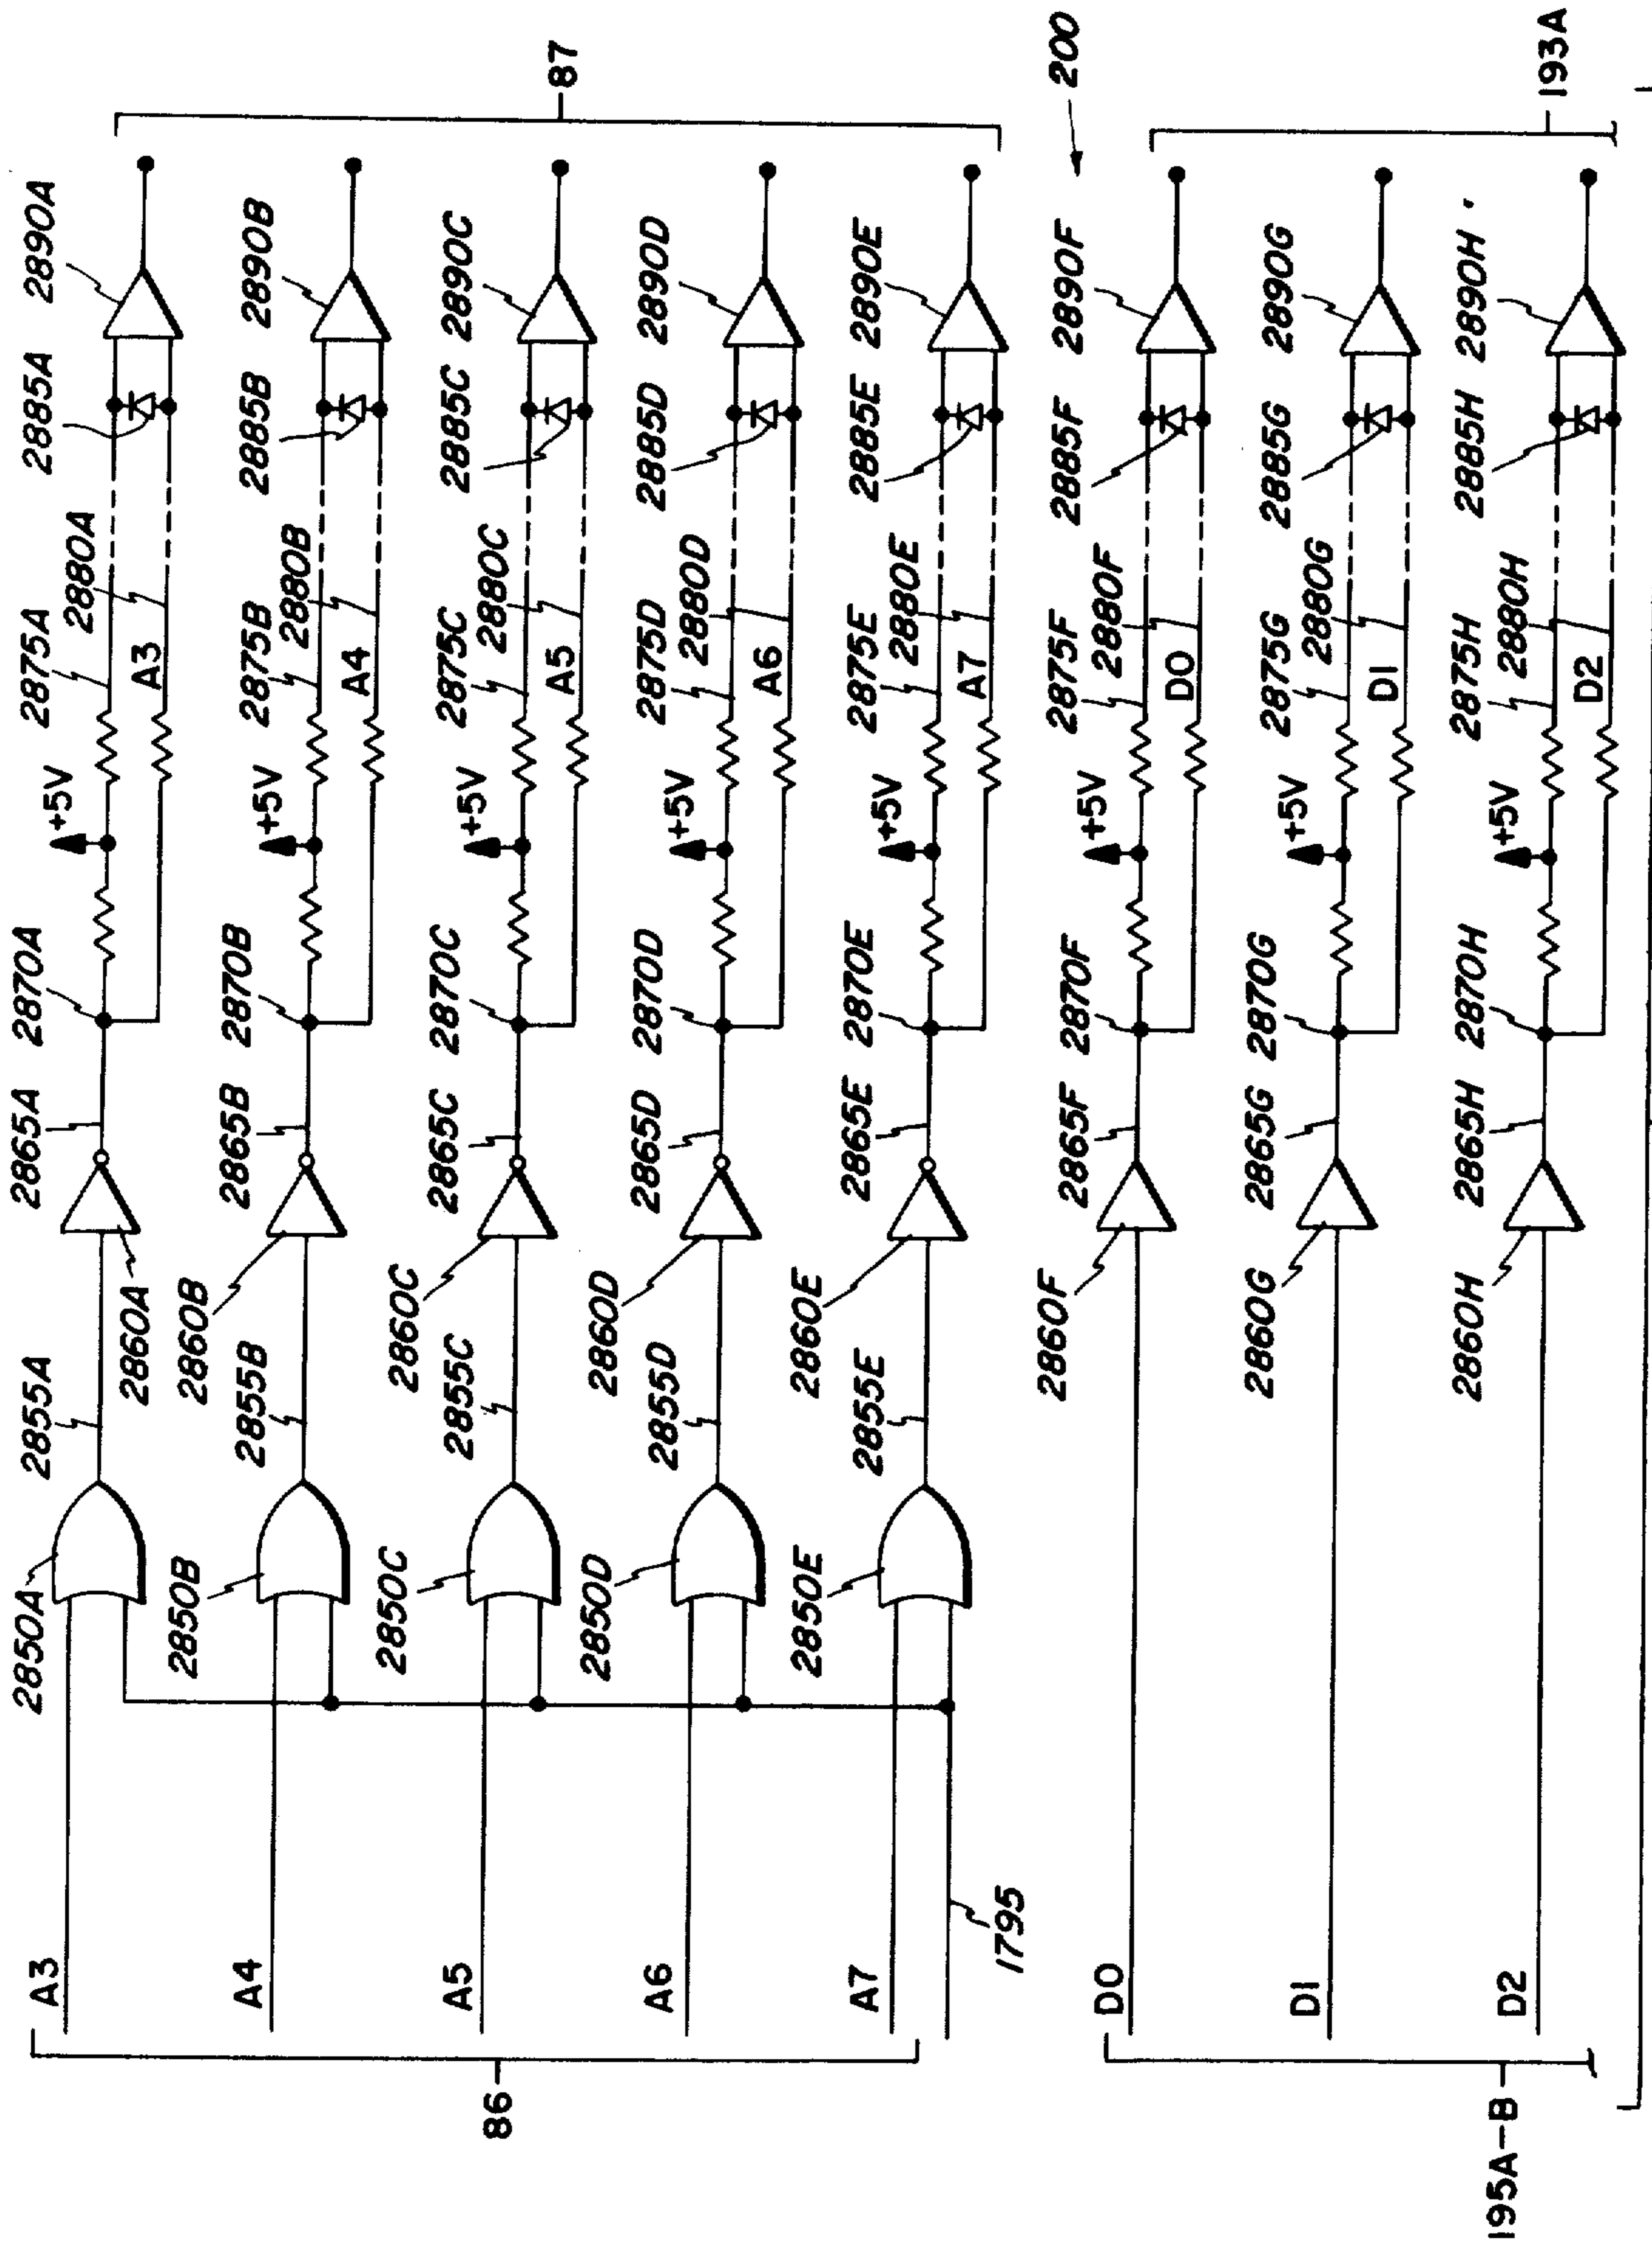 86
A3
2850A
2855A
2860A
2865A
2870A
+5V
2875A
A3
2880A
2885A
2890A
87
A4
2850B
2855B
2860B
2865B
2870B
+5V
2875B
A4
2880B
2885B
2890B
A5
2850C
2855C
2860C
2865C
2870C
+5V
2875C
A5
2880C
2885C
2890C
A6
2850D
2855D
2860D
2865D
2870D
+5V
2875D
A6
2880D
2885D
2890D
A7
2850E
2855E
2860E
2865E
2870E
+5V
2875E
A7
2880E
2885E
2890E
1795
200
195A-B
D0
2860F
2865F
2870F
+5V
2875F
D0
2880F
2885F
2890F
193A
D1
2860G
2865G
2870G
+5V
2875G
D1
2880G
2885G
2890G
D2
2860H
2865H
2870H
+5V
2875H
D2
2880H
2885H
2890H